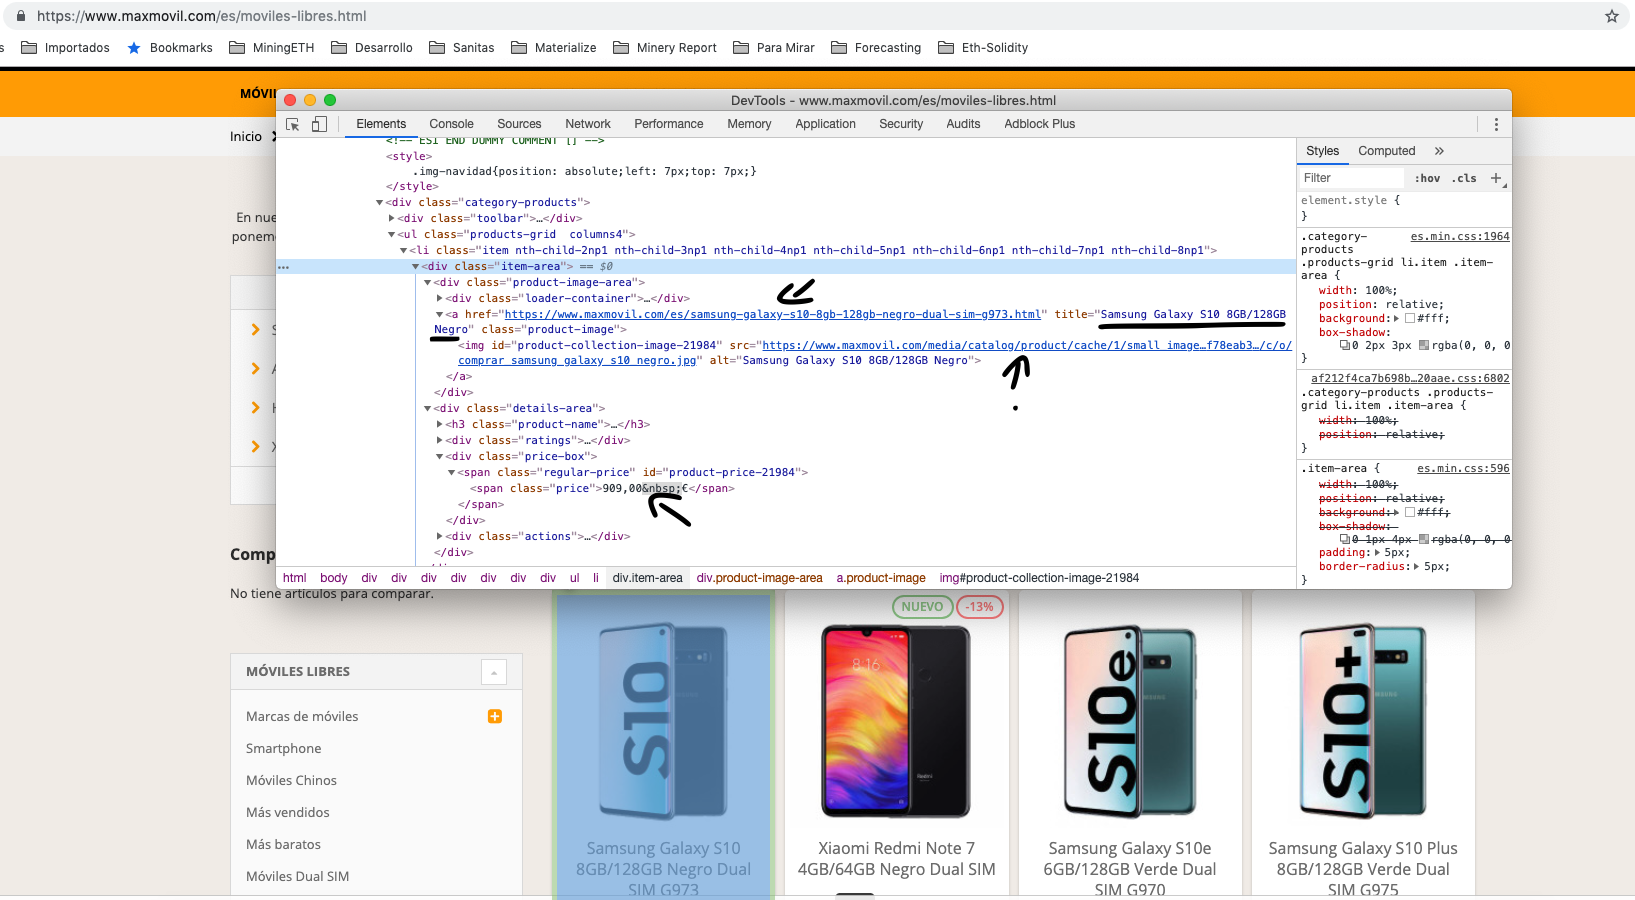 https://www.maxmovil.com/es/moviles-libres.html
s Importados Bookmarks MiningETH Desarrollo Sanitas Materialize Minery Report Para Mirar Forecasting Eth-Solidity
MÓVIL
DevTools - www.maxmovil.com/es/moviles-libres.html
Inicio
Elements Console Sources Network Performance Memory Application Security Audits Adblock Plus
<!-- ESI END DUMMY COMMENT [] -->
<style>
.img-navidad{position: absolute;left: 7px;top: 7px;}
</style>
<div class="category-products">
<div class="toolbar">…</div>
<ul class="products-grid  columns4">
<li class="item nth-child-2np1 nth-child-3np1 nth-child-4np1 nth-child-5np1 nth-child-6np1 nth-child-7np1 nth-child-8np1">
<div class="item-area"> == $0
<div class="product-image-area">
<div class="loader-container">…</div>
<a href="https://www.maxmovil.com/es/samsung-galaxy-s10-8gb-128gb-negro-dual-sim-g973.html" title="Samsung Galaxy S10 8GB/128GB
Negro" class="product-image">
<img id="product-collection-image-21984" src="https://www.maxmovil.com/media/catalog/product/cache/1/small_image…f78eab3…/c/o/
comprar_samsung_galaxy_s10_negro.jpg" alt="Samsung Galaxy S10 8GB/128GB Negro">
</a>
</div>
<div class="details-area">
<h3 class="product-name">…</h3>
<div class="ratings">…</div>
<div class="price-box">
<span class="regular-price" id="product-price-21984">
<span class="price">909,00&nbsp;€</span>
</span>
</div>
<div class="actions">…</div>
</div>
html body div div div div div div div ul li div.item-area div.product-image-area a.product-image img#product-collection-image-21984
Styles Computed »
Filter :hov .cls +
element.style {
}
.category-
products
es.min.css:1964
.products-grid li.item .item-
area {
width: 100%;
position: relative;
background: #fff;
box-shadow:
0 2px 3px rgba(0, 0, 0
}
af212f4ca7b698b…20aae.css:6802
.category-products .products-
grid li.item .item-area {
width: 100%;
position: relative;
}
.item-area { es.min.css:596
width: 100%;
position: relative;
background: #fff;
box-shadow:
0 1px 4px rgba(0, 0, 0
padding: 5px;
border-radius: 5px;
}
En nue
ponem
S
A
H
X
Comp
No tiene artículos para comparar.
MÓVILES LIBRES
Marcas de móviles
Smartphone
Móviles Chinos
Más vendidos
Más baratos
Móviles Dual SIM
NUEVO -13%
S10
8:16
Redmi
S10e
SAMSUNG
S10+
SAMSUNG
Samsung Galaxy S10
8GB/128GB Negro Dual
SIM G973
Xiaomi Redmi Note 7
4GB/64GB Negro Dual SIM
Samsung Galaxy S10e
6GB/128GB Verde Dual
SIM G970
Samsung Galaxy S10 Plus
8GB/128GB Verde Dual
SIM G975